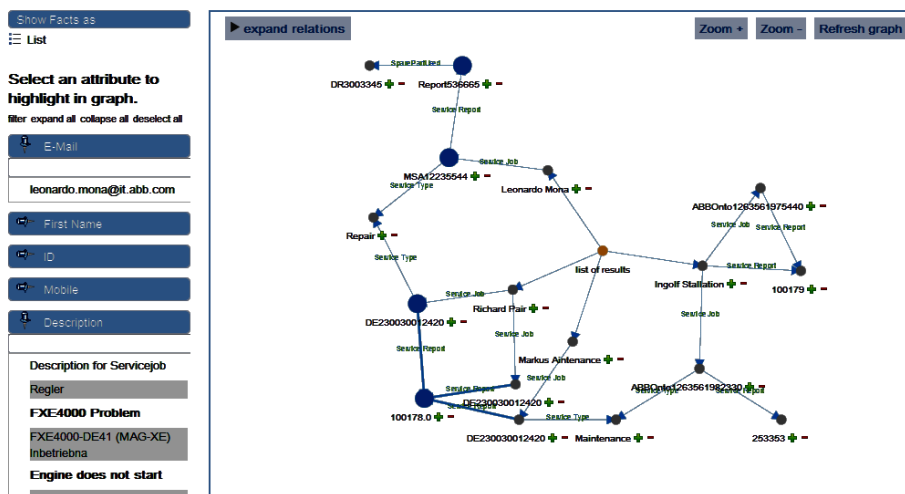 Show Facts as
List
Select an attribute to
highlight in graph.
filter expand all collapse all deselect all
E-Mail
leonardo.mona@it.abb.com
First Name
ID
Mobile
Description
Description for Servicejob
Regler
FXE4000 Problem
FXE4000-DE41 (MAG-XE)
Inbetriebna
Engine does not start
expand relations
Zoom +
Zoom -
Refresh graph
SparePartUsed
DR3003345
Report536665
Service Report
MSA12235544
Service Job
Leonardo Mona
Service Type
Repair
Service Type
list of results
ABBOnto1263561975440
Service Job
Service Report
Service Report
Ingolf Stallation
100179
Service Job
Richard Pair
DE230030012420
Service Job
Service Job
Service Report
Markus Aintenance
Service Job
Service Report
DE230030012420
Service Report
100178.0
DE230030012420
Service Type
Maintenance
ABBOnto1263561982330
Service Type
Service Report
253353